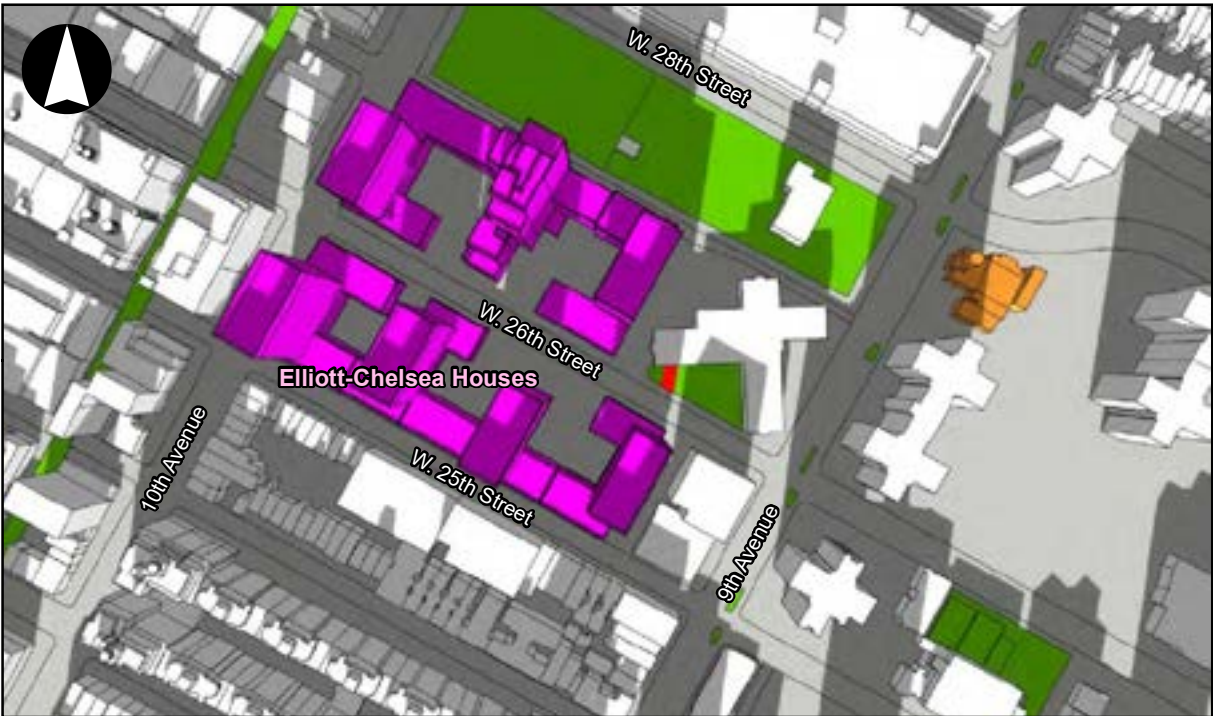 W. 28th Street
W. 26th Street
Elliott-Chelsea Houses
10th Avenue
W. 25th Street
9th Avenue